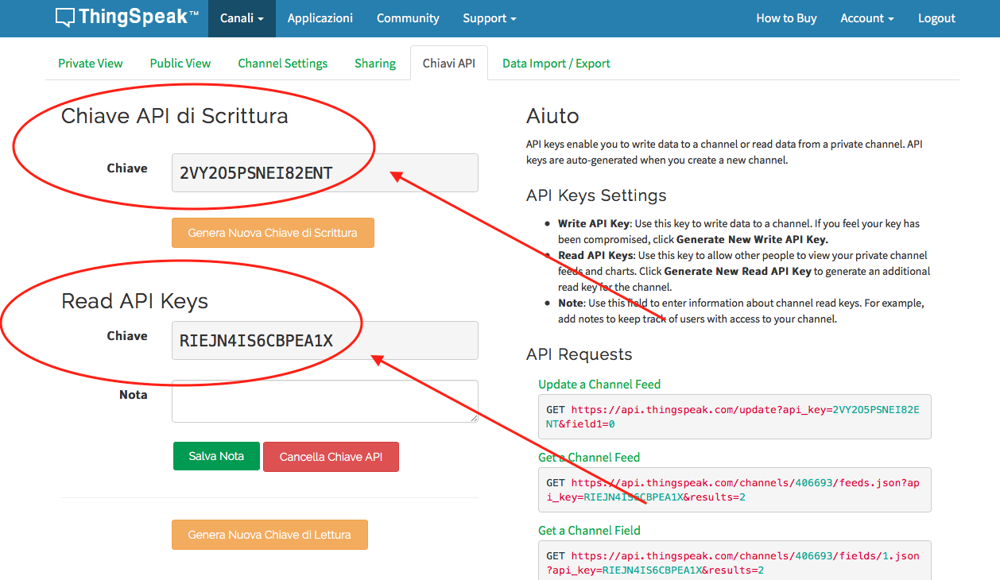 ThingSpeak™ Canali Applicazioni Community Support How to Buy Account Logout
Private View Public View Channel Settings Sharing Chiavi API Data Import / Export
Chiave API di Scrittura
Chiave 2VY2O5PSNEI82ENT
Genera Nuova Chiave di Scrittura
Read API Keys
Chiave RIEJN4IS6CBPEA1X
Nota
Salva Nota Cancella Chiave API
Genera Nuova Chiave di Lettura
Aiuto
API keys enable you to write data to a channel or read data from a private channel. API
keys are auto-generated when you create a new channel.
API Keys Settings
Write API Key: Use this key to write data to a channel. If you feel your key has
been compromised, click Generate New Write API Key.
Read API Keys: Use this key to allow other people to view your private channel
feeds and charts. Click Generate New Read API Key to generate an additional
read key for the channel.
Note: Use this field to enter information about channel read keys. For example,
add notes to keep track of users with access to your channel.
API Requests
Update a Channel Feed
GET https://api.thingspeak.com/update?api_key=2VY2O5PSNEI82E
NT&field1=0
Get a Channel Feed
GET https://api.thingspeak.com/channels/406693/feeds.json?ap
i_key=RIEJN4IS6CBPEA1X&results=2
Get a Channel Field
GET https://api.thingspeak.com/channels/406693/fields/1.json
?api_key=RIEJN4IS6CBPEA1X&results=2